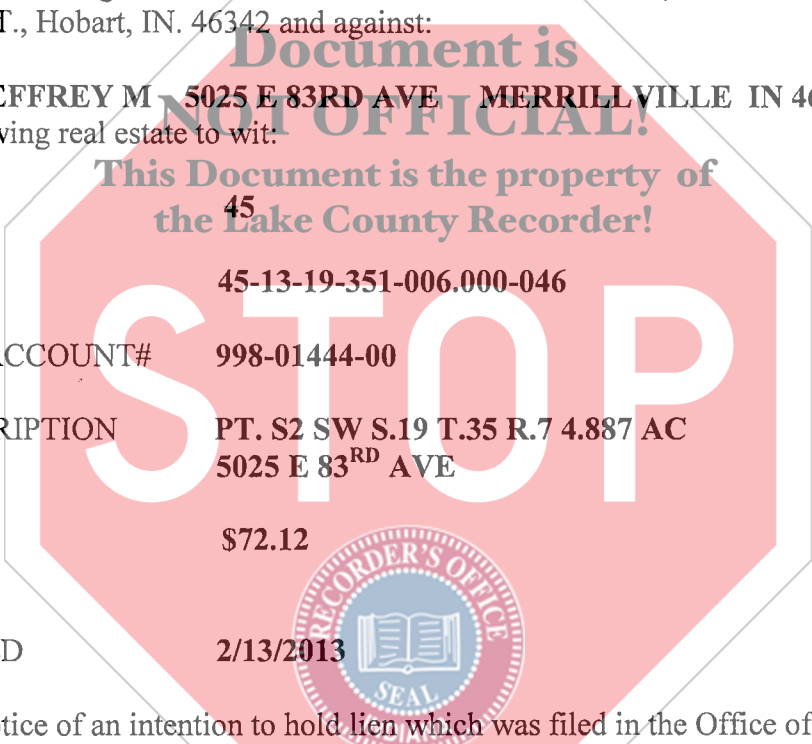 T., Hobart, IN. 46342 and against:
Document is
EFFREY M 5025 E 83RD AVE MERRILLVILLE IN 4
NOT OFFICIAL!
ving real estate to wit:
This Document is the property of
45
the Lake County Recorder!
45-13-19-351-006.000-046
STOP
ACCOUNT# 998-01444-00
RIPTION PT. S2 SW S.19 T.35 R.7 4.887 AC
5025 E 83RD AVE
$72.12
RECORDER'S OFFICE
D 2/13/2013
SEAL
tice of an intention to hold lien which was filed in the Office of